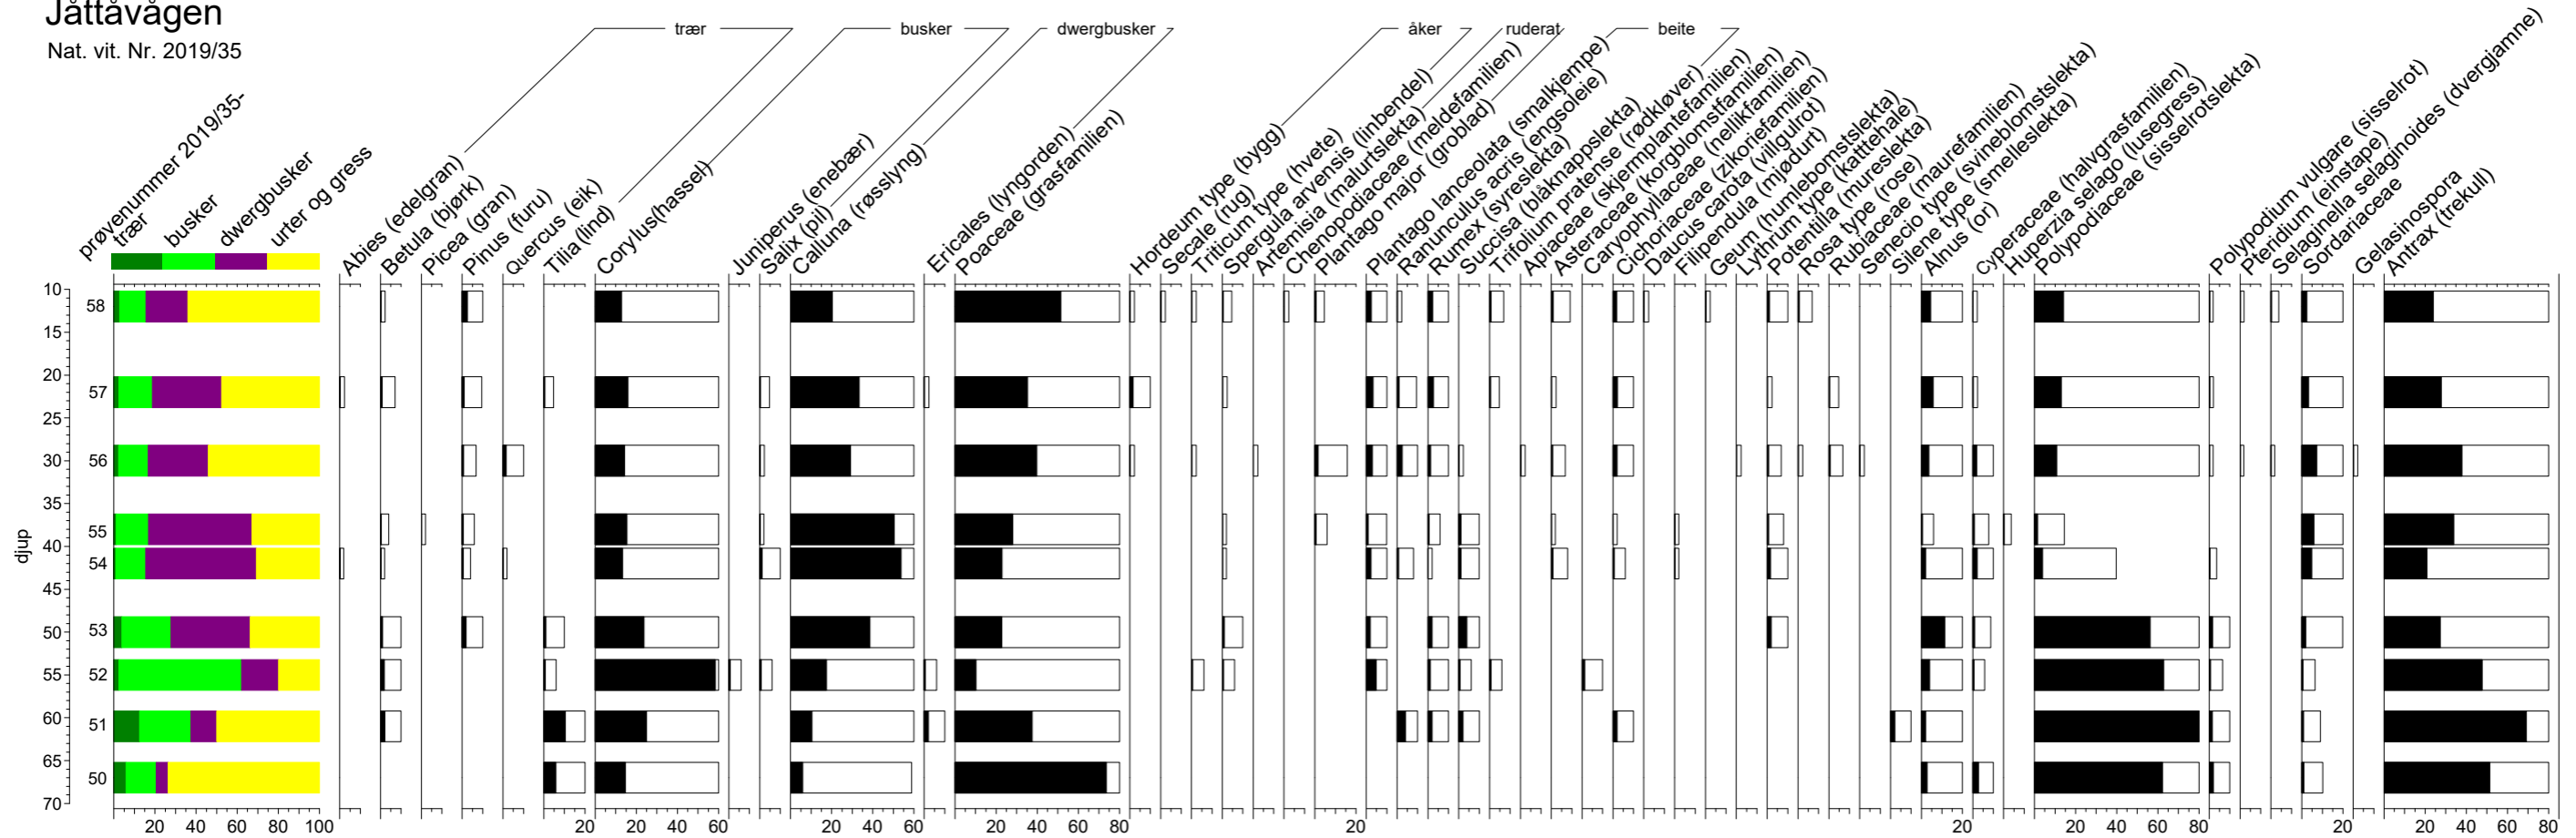 Jåttåvågen
Nat. vit. Nr. 2019/35
trær
busker
dwergbusker
åker
ruderat
beite
prøvenummer 2019/35-
trær
busker
dwergbusker
urter og gress
Abies (edelgran)
Betula (bjørk)
Picea (gran)
Pinus (furu)
Quercus (eik)
Tilia (lind)
Corylus(hassel)
Juniperus (enebær)
Salix (pil)
Calluna (røsslyng)
Ericales (lyngorden)
Poaceae (grasfamilien)
Hordeum type (bygg)
Secale (rug)
Triticum type (hvete)
Spergula arvensis (linbendel)
Artemisia (malurtslekta)
Chenopodiaceae (meldefamilien)
Plantago major (groblad)
Plantago lanceolata (smalkjempe)
Ranunculus acris (engsoleie)
Rumex (syreslekta)
Succisa (blåknappslekta)
Trifolium pratense (rødkløver)
Apiaceae (skjermplantefamilien)
Asteraceae (korgblomstfamilien)
Caryophyllaceae (nellikfamilien)
Cichoriaceae (zikoriefamilien)
Daucus carota (villgulrot)
Filipendula (mjødurt)
Geum (humleblomstslekta)
Lythrum type (kattehale)
Potentilla (mureslekta)
Rosa type (rose)
Rubiaceae (maurefamilien)
Senecio type (svineblomstslekta)
Silene type (smelleslekta)
Alnus (or)
Cyperaceae (halvgrasfamilien)
Huperzia selago (lusegress)
Polypodiaceae (sisselrotslekta)
Polypodium vulgare (sisselrot)
Pteridium (einstape)
Selaginella selaginoides (dvergjamne)
Sordariaceae
Gelasinospora
Antrax (trekull)
djup
10
15
20
25
30
35
40
45
50
55
60
65
70
58
57
56
55
54
53
52
51
50
20 40 60 80 100
20
20 40 60
20 40 60
20 40 60 80
20
20
20 40 60 80
20
20 40 60 80